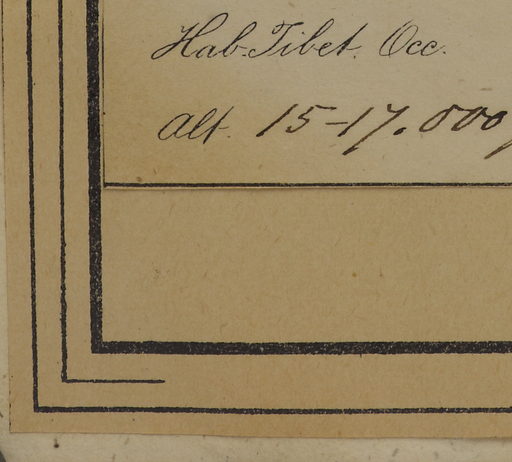 Hab. Tibet. Occ.
Alt. 15-17.000